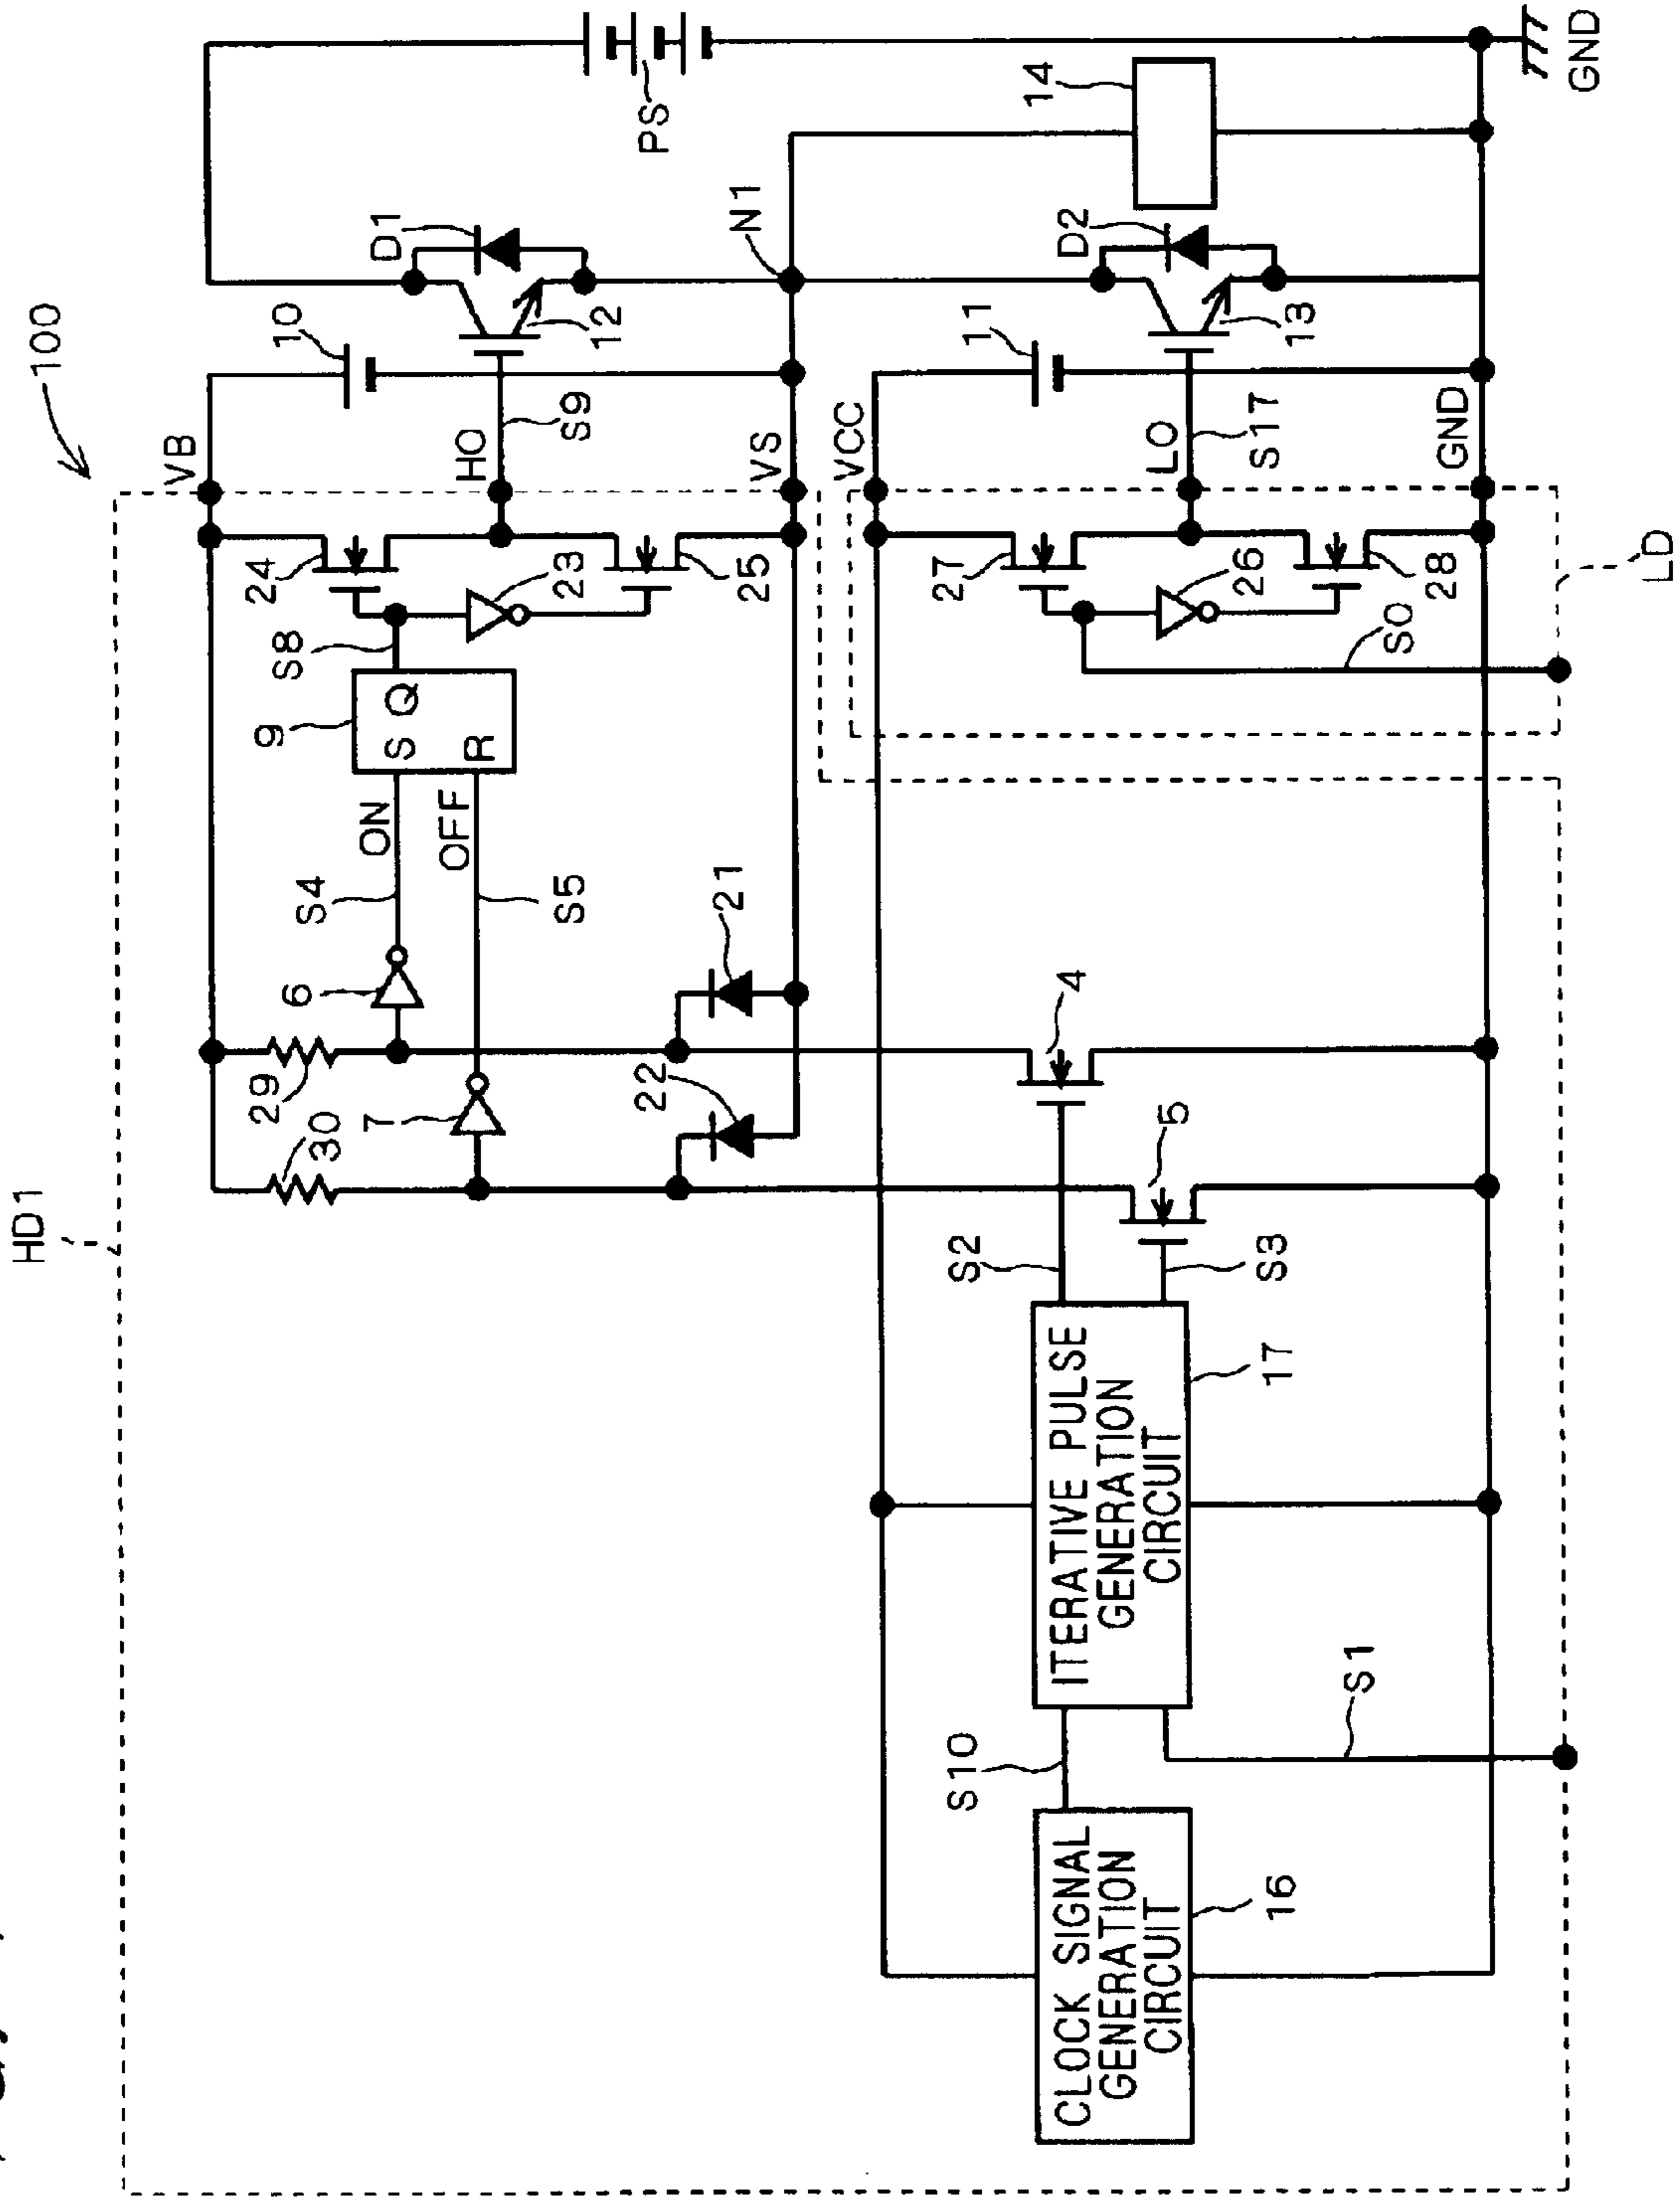 100
HD1
VB
10
D1
PS
24
HO
S9
12
S8
23
25
VS
N1
9
S Q
R
ON
OFF
S4
S5
6
7
29
30
21
22
VCC
11
D2
14
27
LO
S17
13
26
28
GND
GND
S0
LD
4
5
S2
S3
ITERATIVE PULSE
GENERATION
CIRCUIT
17
S10
S1
CLOCK SIGNAL
GENERATION
CIRCUIT
16